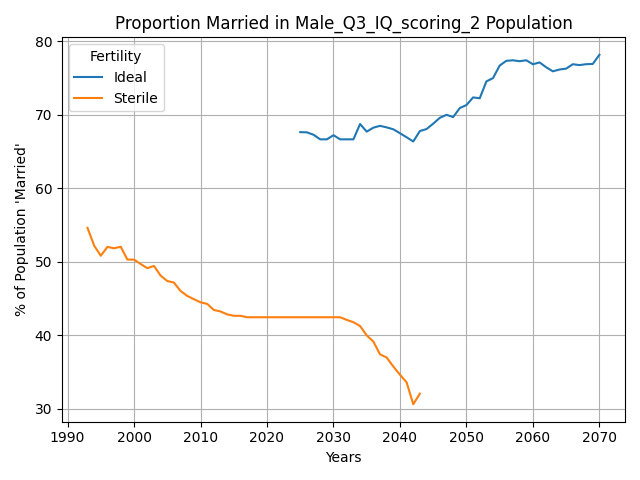 Proportion Married in Male_Q3_IQ_scoring_2 Population
% of Population 'Married'
80
70
60
50
40
30
Fertility
Ideal
Sterile
1990 2000 2010 2020 2030 2040 2050 2060 2070
Years